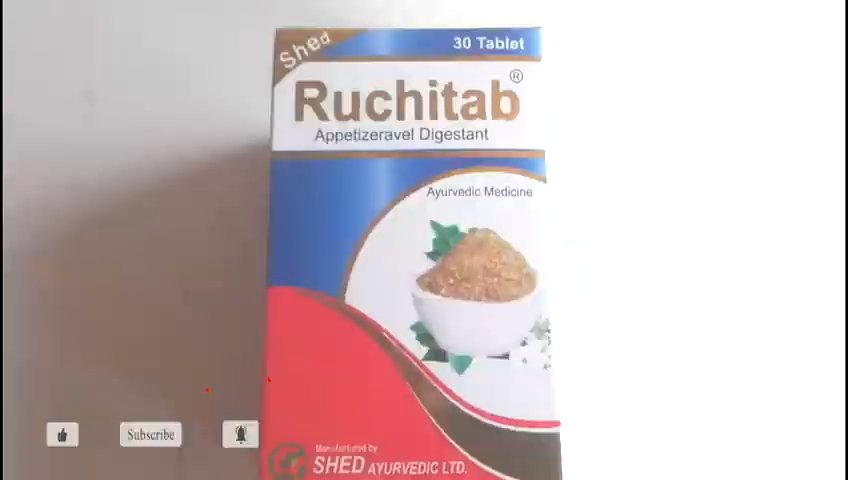 Shed
30 Tablet
Ruchitab®
Appetizeravel Digestant
Ayurvedic Medicine
Subscribe
Manufactured by
SHED AYURVEDIC LTD.